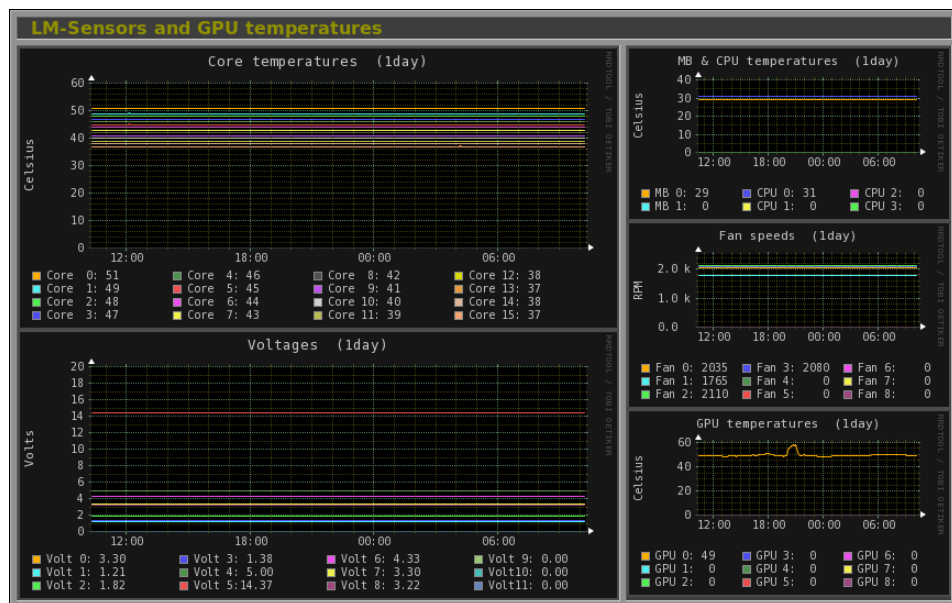 LM-Sensors and GPU temperatures
Core temperatures (1day)
RRDTOOL / TOBI OETIKER
Celsius
60
50
40
30
20
10
0
12:00 18:00 00:00 06:00
Core 0: 51 Core 4: 46 Core 8: 42 Core 12: 38
Core 1: 49 Core 5: 45 Core 9: 41 Core 13: 37
Core 2: 48 Core 6: 44 Core 10: 40 Core 14: 38
Core 3: 47 Core 7: 43 Core 11: 39 Core 15: 37
Voltages (1day)
RRDTOOL / TOBI OETIKER
Volts
20
18
16
14
12
10
8
6
4
2
0
12:00 18:00 00:00 06:00
Volt 0: 3.30 Volt 3: 1.38 Volt 6: 4.33 Volt 9: 0.00
Volt 1: 1.21 Volt 4: 5.00 Volt 7: 3.30 Volt10: 0.00
Volt 2: 1.82 Volt 5:14.37 Volt 8: 3.22 Volt11: 0.00
MB & CPU temperatures (1day)
RRDTOOL / TOBI OETIKER
Celsius
40
30
20
10
0
12:00 18:00 00:00 06:00
MB 0: 29 CPU 0: 31 CPU 2: 0
MB 1: 0 CPU 1: 0 CPU 3: 0
Fan speeds (1day)
RRDTOOL / TOBI OETIKER
RPM
2.0 k
1.0 k
0.0
12:00 18:00 00:00 06:00
Fan 0: 2035 Fan 3: 2080 Fan 6: 0
Fan 1: 1765 Fan 4: 0 Fan 7: 0
Fan 2: 2110 Fan 5: 0 Fan 8: 0
GPU temperatures (1day)
RRDTOOL / TOBI OETIKER
Celsius
60
40
20
0
12:00 18:00 00:00 06:00
GPU 0: 49 GPU 3: 0 GPU 6: 0
GPU 1: 0 GPU 4: 0 GPU 7: 0
GPU 2: 0 GPU 5: 0 GPU 8: 0